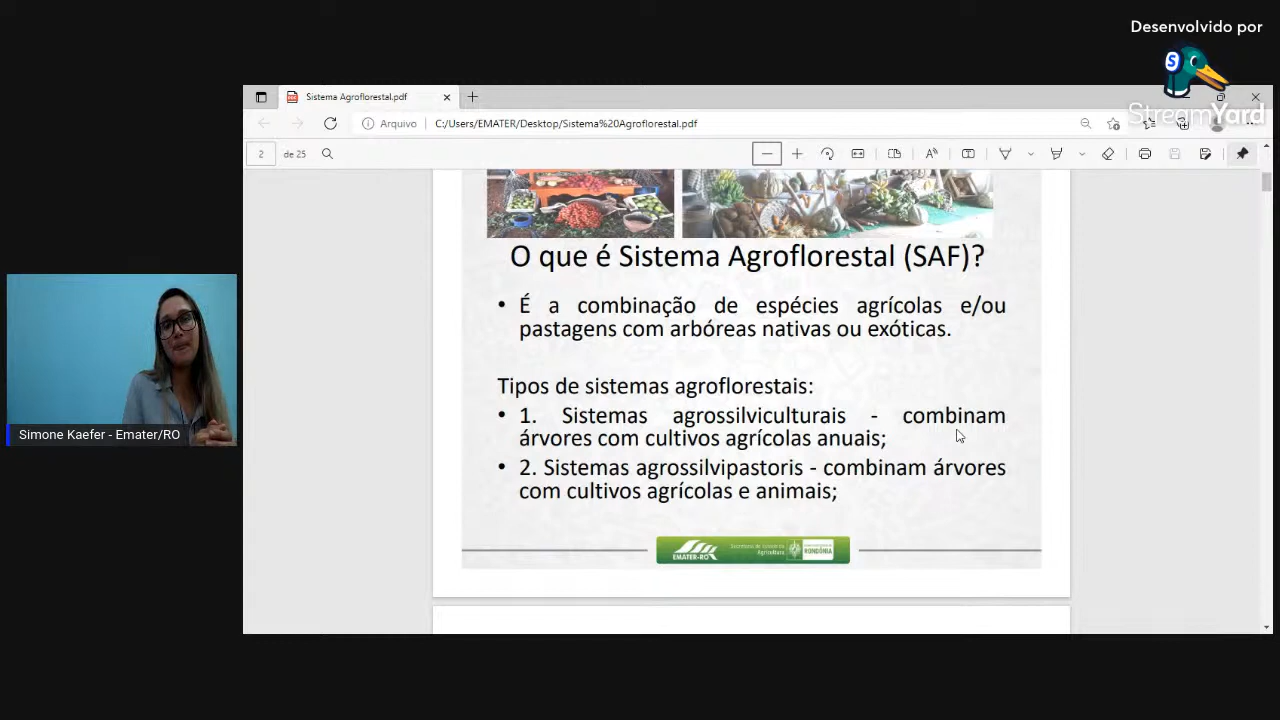 Desenvolvido por
StreamYard
Sistema Agroflorestal.pdf
Arquivo C:/Users/EMATER/Desktop/Sistema%20Agroflorestal.pdf
2 de 25
O que é Sistema Agroflorestal (SAF)?
• É a combinação de espécies agrícolas e/ou
pastagens com arbóreas nativas ou exóticas.
Tipos de sistemas agroflorestais:
• 1. Sistemas agrossilviculturais - combinam
árvores com cultivos agrícolas anuais;
• 2. Sistemas agrossilvipastoris - combinam árvores
com cultivos agrícolas e animais;
EMATER-RO
Agricultura
RONDÔNIA
Simone Kaefer - Emater/RO